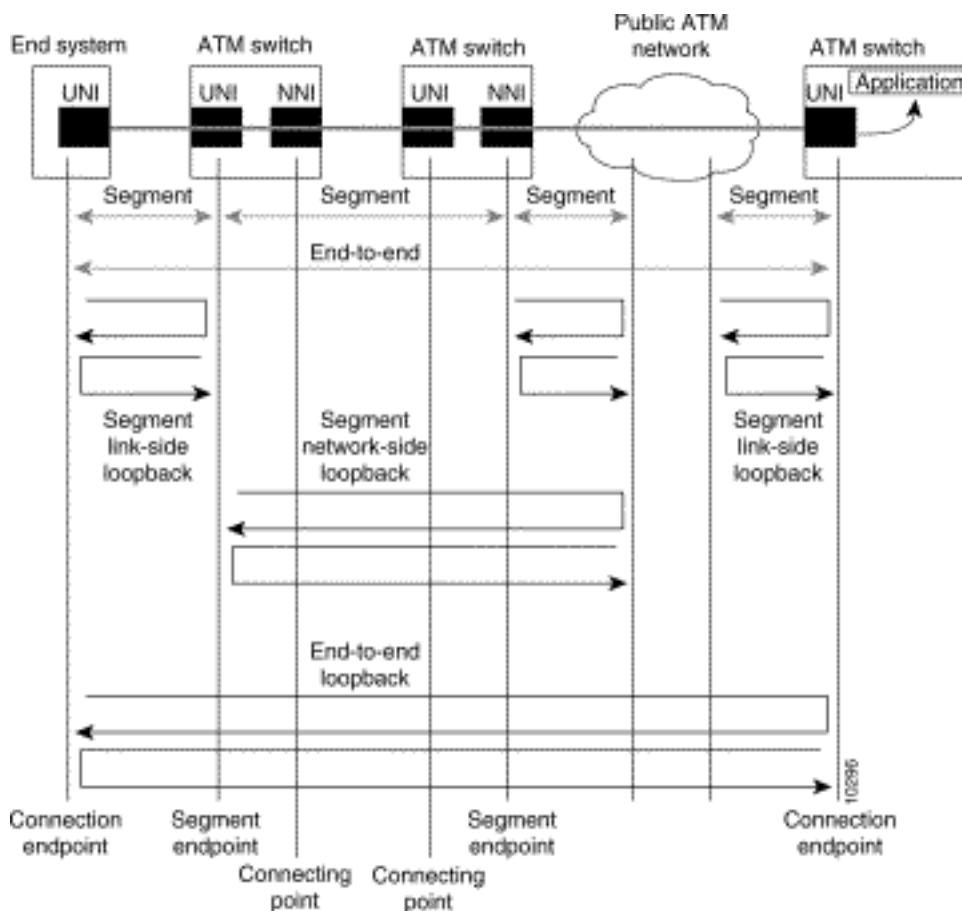 End system
ATM switch
ATM switch
Public ATM
network
ATM switch
UNI
UNI
NNI
UNI
NNI
UNI
Application
Segment
Segment
Segment
Segment
End-to-end
Segment
link-side
loopback
Segment
network-side
loopback
Segment
link-side
loopback
End-to-end
loopback
10296
Connection
endpoint
Segment
endpoint
Segment
endpoint
Connection
endpoint
Connecting
point
Connecting
point